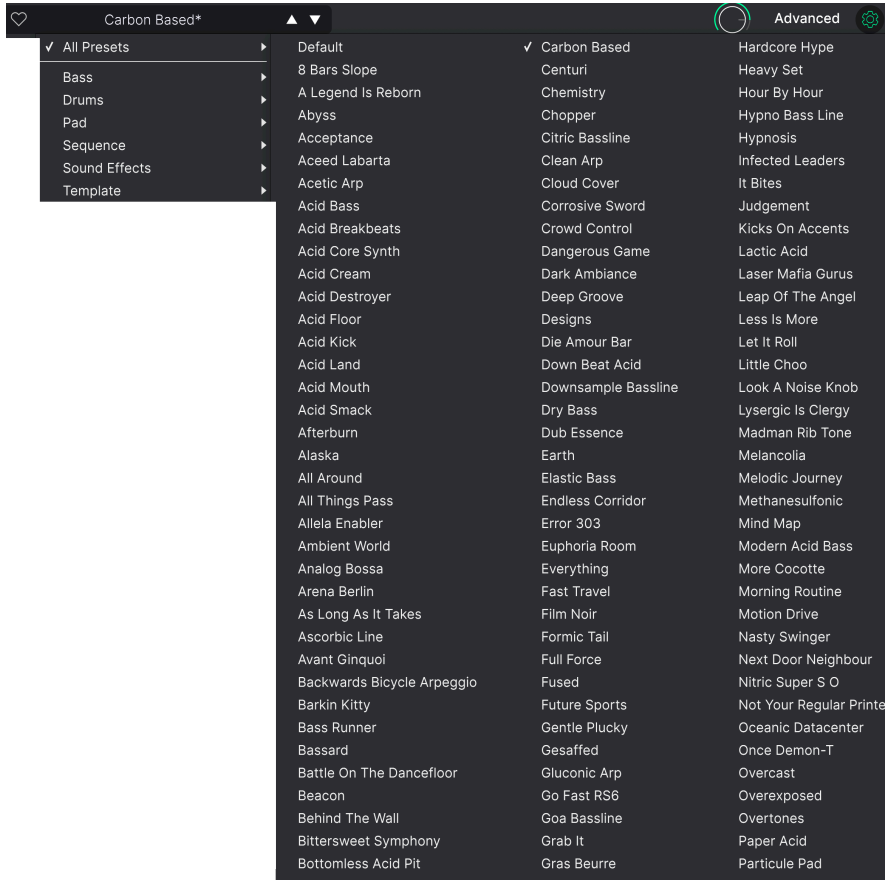 Carbon Based*
Advanced
All Presets
Bass
Drums
Pad
Sequence
Sound Effects
Template
Default
8 Bars Slope
A Legend Is Reborn
Abyss
Acceptance
Aceed Labarta
Acetic Arp
Acid Bass
Acid Breakbeats
Acid Core Synth
Acid Cream
Acid Destroyer
Acid Floor
Acid Kick
Acid Land
Acid Mouth
Acid Smack
Afterburn
Alaska
All Around
All Things Pass
Allela Enabler
Ambient World
Analog Bossa
Arena Berlin
As Long As It Takes
Ascorbic Line
Avant Ginquoi
Backwards Bicycle Arpeggio
Barkin Kitty
Bass Runner
Bassard
Battle On The Dancefloor
Beacon
Behind The Wall
Bittersweet Symphony
Bottomless Acid Pit
Carbon Based
Centuri
Chemistry
Chopper
Citric Bassline
Clean Arp
Cloud Cover
Corrosive Sword
Crowd Control
Dangerous Game
Dark Ambiance
Deep Groove
Designs
Die Amour Bar
Down Beat Acid
Downsample Bassline
Dry Bass
Dub Essence
Earth
Elastic Bass
Endless Corridor
Error 303
Euphoria Room
Everything
Fast Travel
Film Noir
Formic Tail
Full Force
Fused
Future Sports
Gentle Plucky
Gesaffed
Gluconic Arp
Go Fast RS6
Goa Bassline
Grab It
Gras Beurre
Hardcore Hype
Heavy Set
Hour By Hour
Hypno Bass Line
Hypnosis
Infected Leaders
It Bites
Judgement
Kicks On Accents
Lactic Acid
Laser Mafia Gurus
Leap Of The Angel
Less Is More
Let It Roll
Little Choo
Look A Noise Knob
Lysergic Is Clergy
Madman Rib Tone
Melancolia
Melodic Journey
Methanesulfonic
Mind Map
Modern Acid Bass
More Cocotte
Morning Routine
Motion Drive
Nasty Swinger
Next Door Neighbour
Nitric Super S O
Not Your Regular Printe
Oceanic Datacenter
Once Demon-T
Overcast
Overexposed
Overtones
Paper Acid
Particule Pad